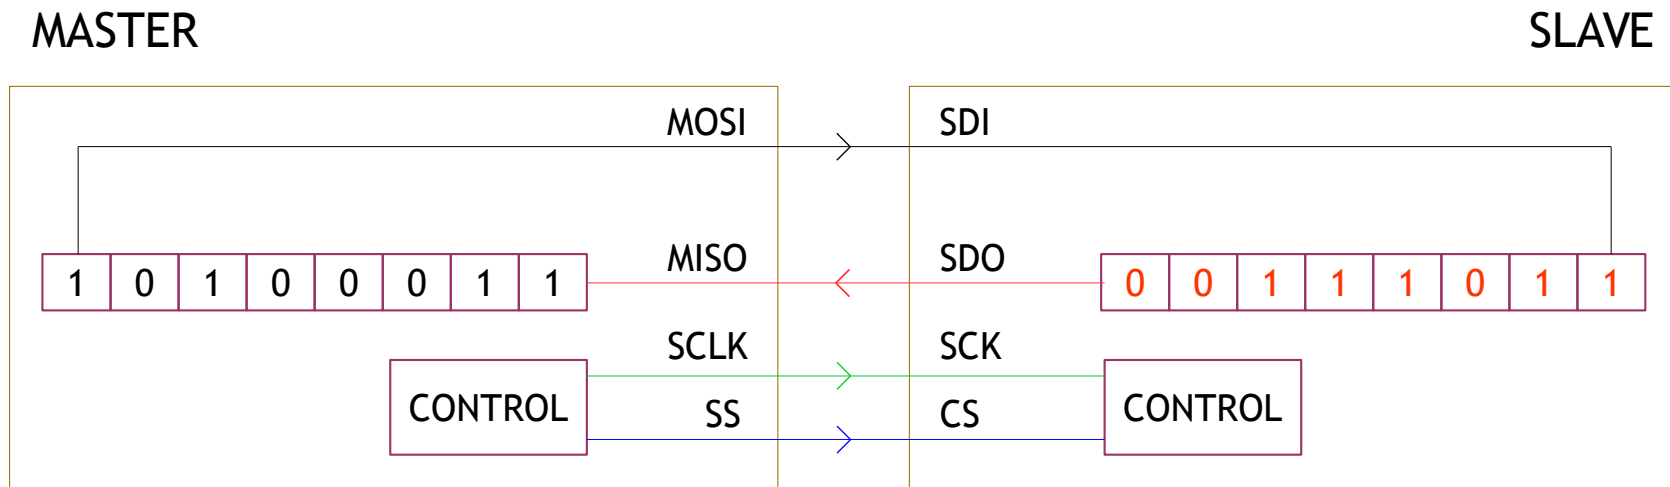 MASTER SLAVE
MOSI SDI
MISO SDO
1 0 1 0 0 0 1 1 0 0 1 1 1 0 1 1
SCLK SCK
CONTROL CONTROL
SS CS